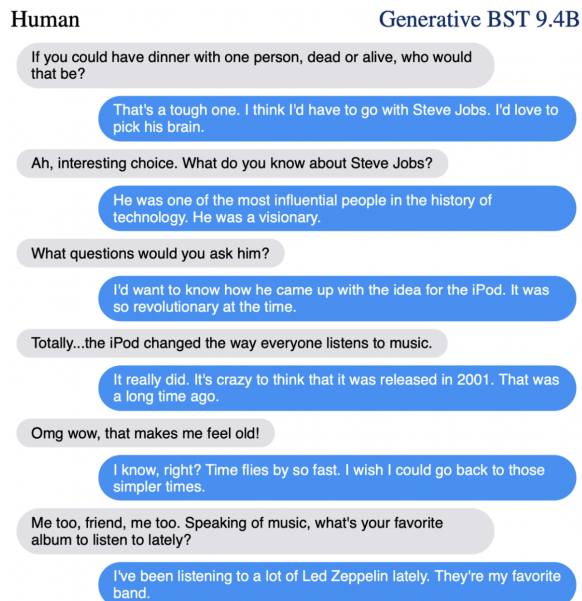 Human Generative BST 9.4B
If you could have dinner with one person, dead or alive, who would
that be?
That's a tough one. I think I'd have to go with Steve Jobs. I'd love to
pick his brain.
Ah, interesting choice. What do you know about Steve Jobs?
He was one of the most influential people in the history of
technology. He was a visionary.
What questions would you ask him?
I'd want to know how he came up with the idea for the iPod. It was
so revolutionary at the time.
Totally...the iPod changed the way everyone listens to music.
It really did. It's crazy to think that it was released in 2001. That was
a long time ago.
Omg wow, that makes me feel old!
I know, right? Time flies by so fast. I wish I could go back to those
simpler times.
Me too, friend, me too. Speaking of music, what's your favorite
album to listen to lately?
I've been listening to a lot of Led Zeppelin lately. They're my favorite
band.